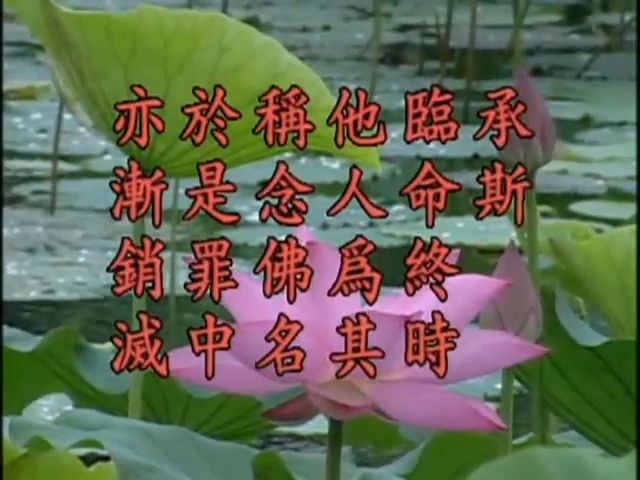 承斯
臨命終時
他人爲其
稱念佛名
於是罪中
亦漸銷滅